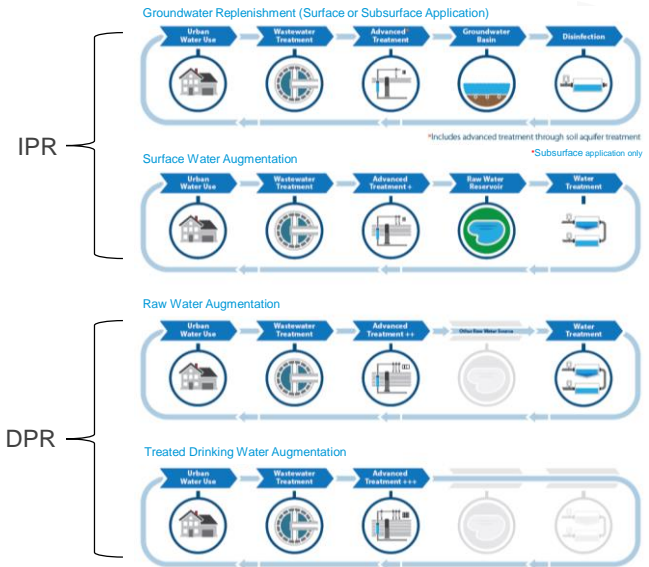 Groundwater Replenishment (Surface or Subsurface Application)
Urban Water Use
Wastewater Treatment
Advanced* Treatment
Groundwater Basin
Disinfection
*Includes advanced treatment through soil aquifer treatment
*Subsurface application only
IPR
Surface Water Augmentation
Urban Water Use
Wastewater Treatment
Advanced Treatment +
Raw Water Reservoir
Water Treatment
Raw Water Augmentation
Urban Water Use
Wastewater Treatment
Advanced Treatment ++
Other Raw Water Source
Water Treatment
DPR
Treated Drinking Water Augmentation
Urban Water Use
Wastewater Treatment
Advanced Treatment +++